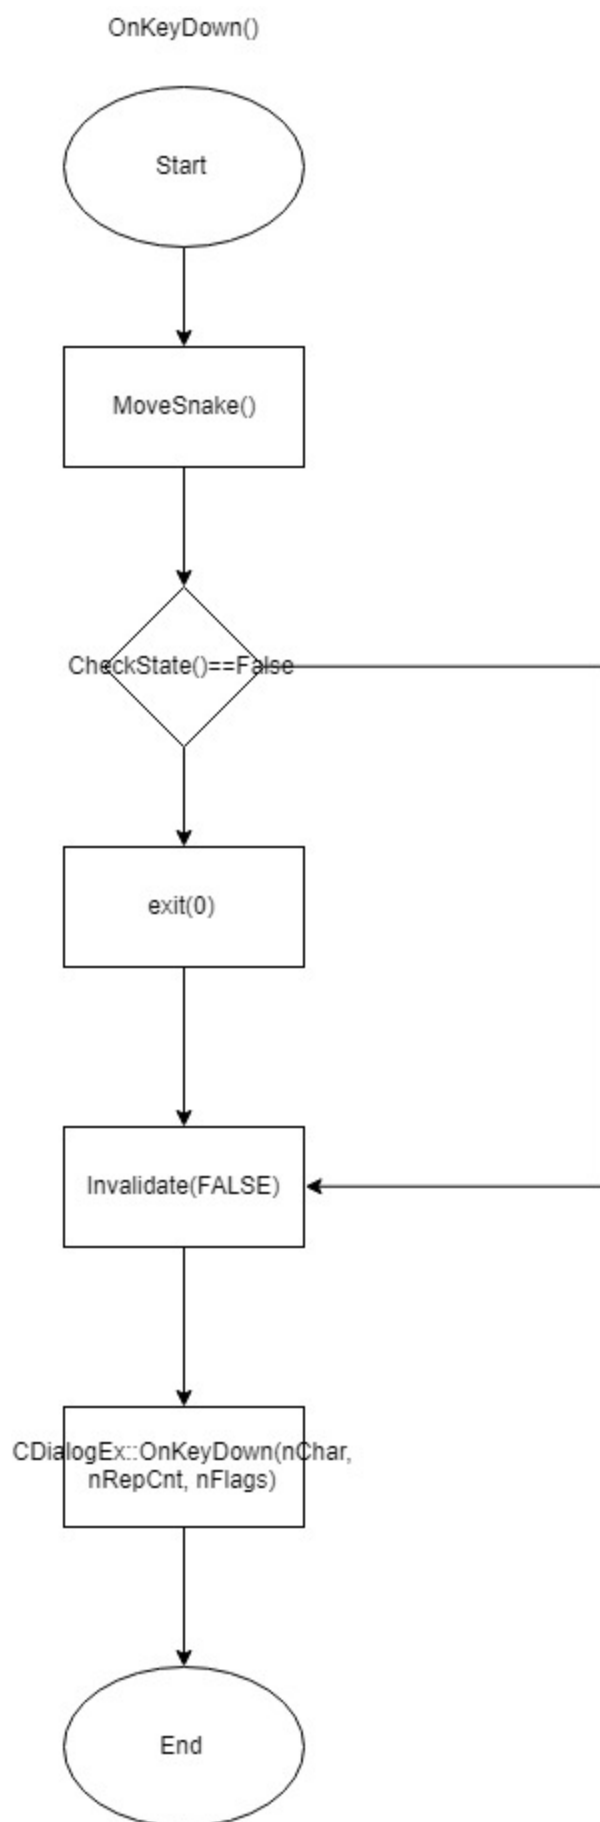 OnKeyDown()
Start
MoveSnake()
CheckState()==False
exit(0)
Invalidate(FALSE)
CDialogEx::OnKeyDown(nChar,
nRepCnt, nFlags)
End